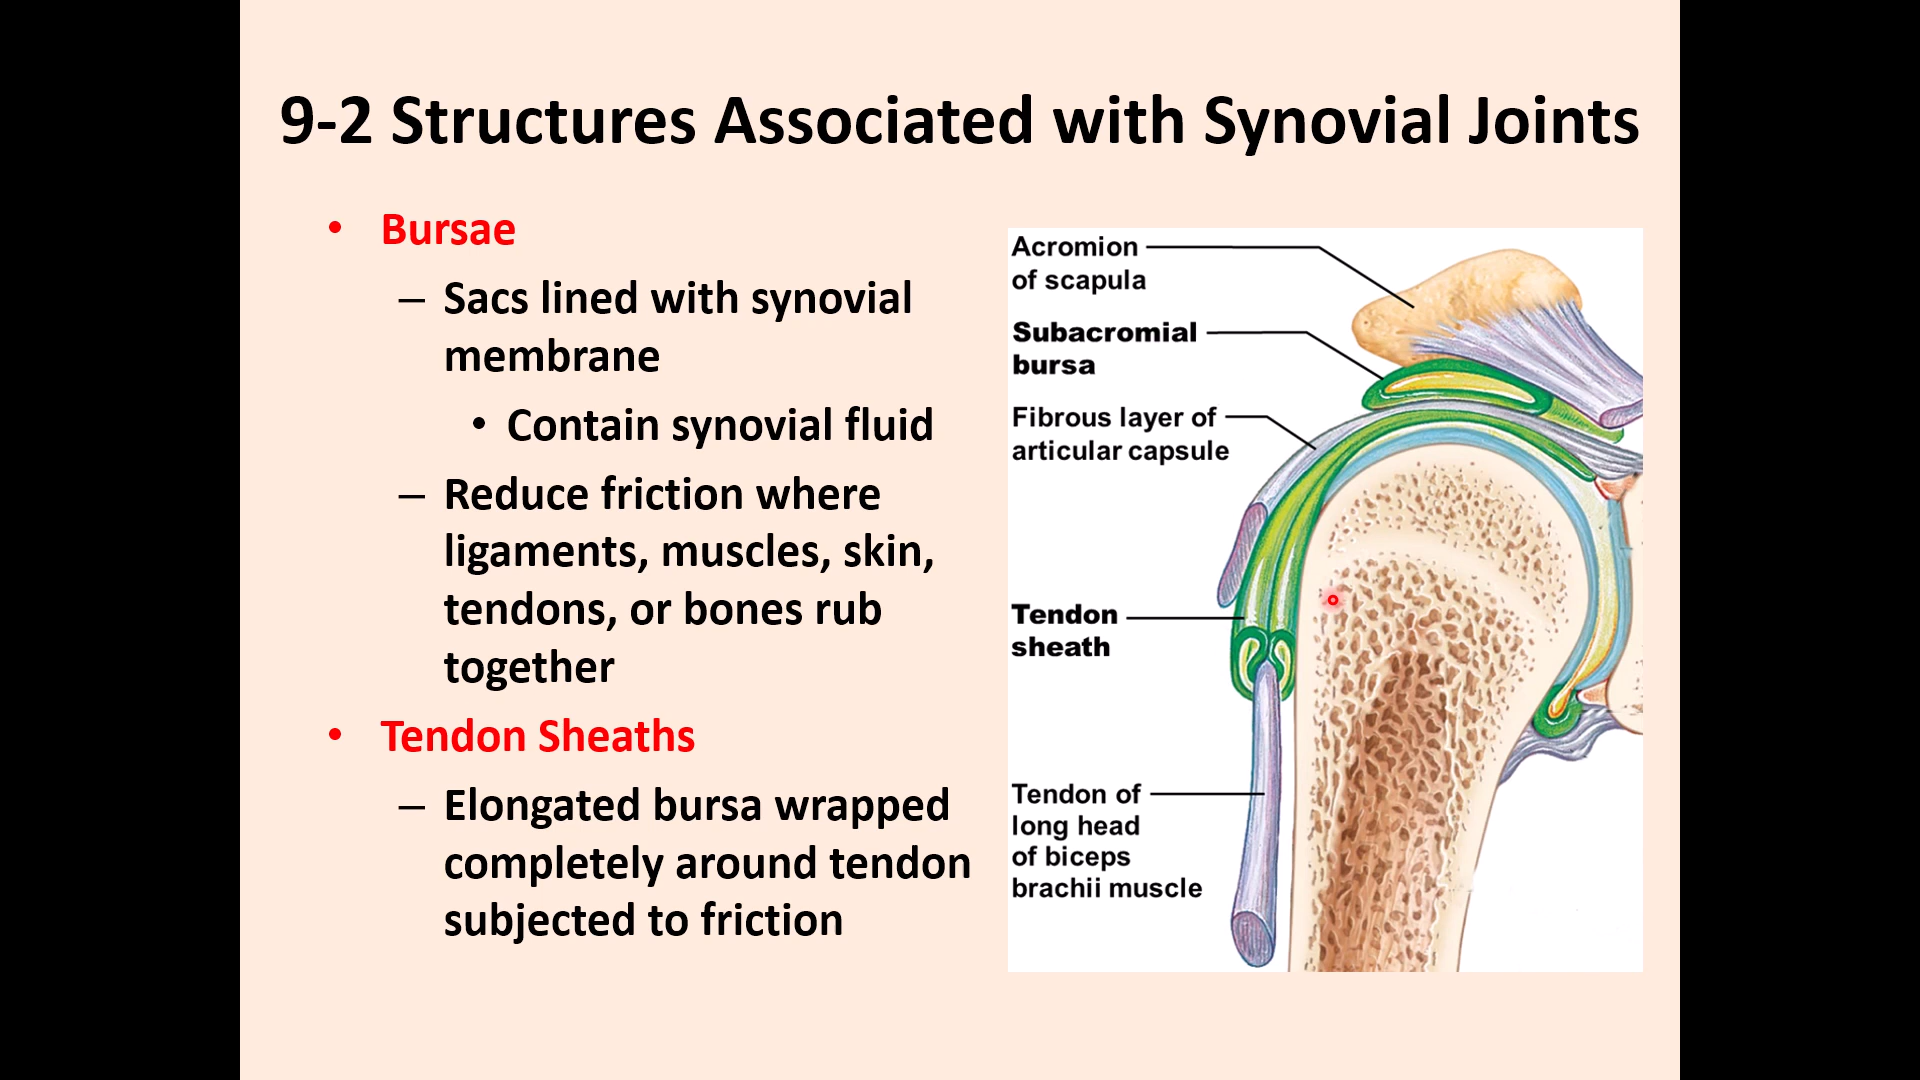 9-2 Structures Associated with Synovial Joints
• Bursae
– Sacs lined with synovial
membrane
• Contain synovial fluid
– Reduce friction where
ligaments, muscles, skin,
tendons, or bones rub
together
• Tendon Sheaths
– Elongated bursa wrapped
completely around tendon
subjected to friction
Acromion
of scapula
Subacromial
bursa
Fibrous layer of
articular capsule
Tendon
sheath
Tendon of
long head
of biceps
brachii muscle